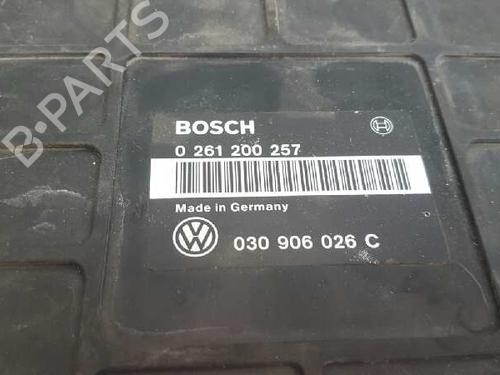 B-PARTS
BOSCH
0 261 200 257
Made in Germany
030 906 026 C